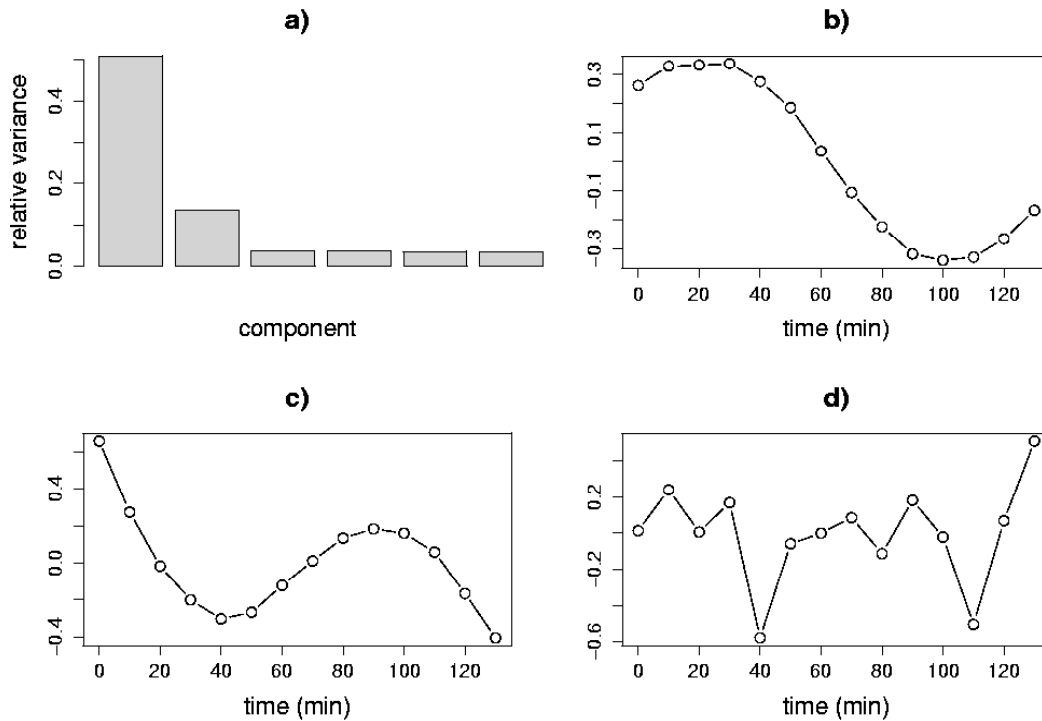 a)
relative variance
0.4
0.2
0.0
component
b)
0.3
0.1
−0.1
−0.3
0 20 40 60 80 100 120
time (min)
c)
0.4
0.0
−0.4
0 20 40 60 80 100 120
time (min)
d)
0.2
−0.2
−0.6
0 20 40 60 80 100 120
time (min)